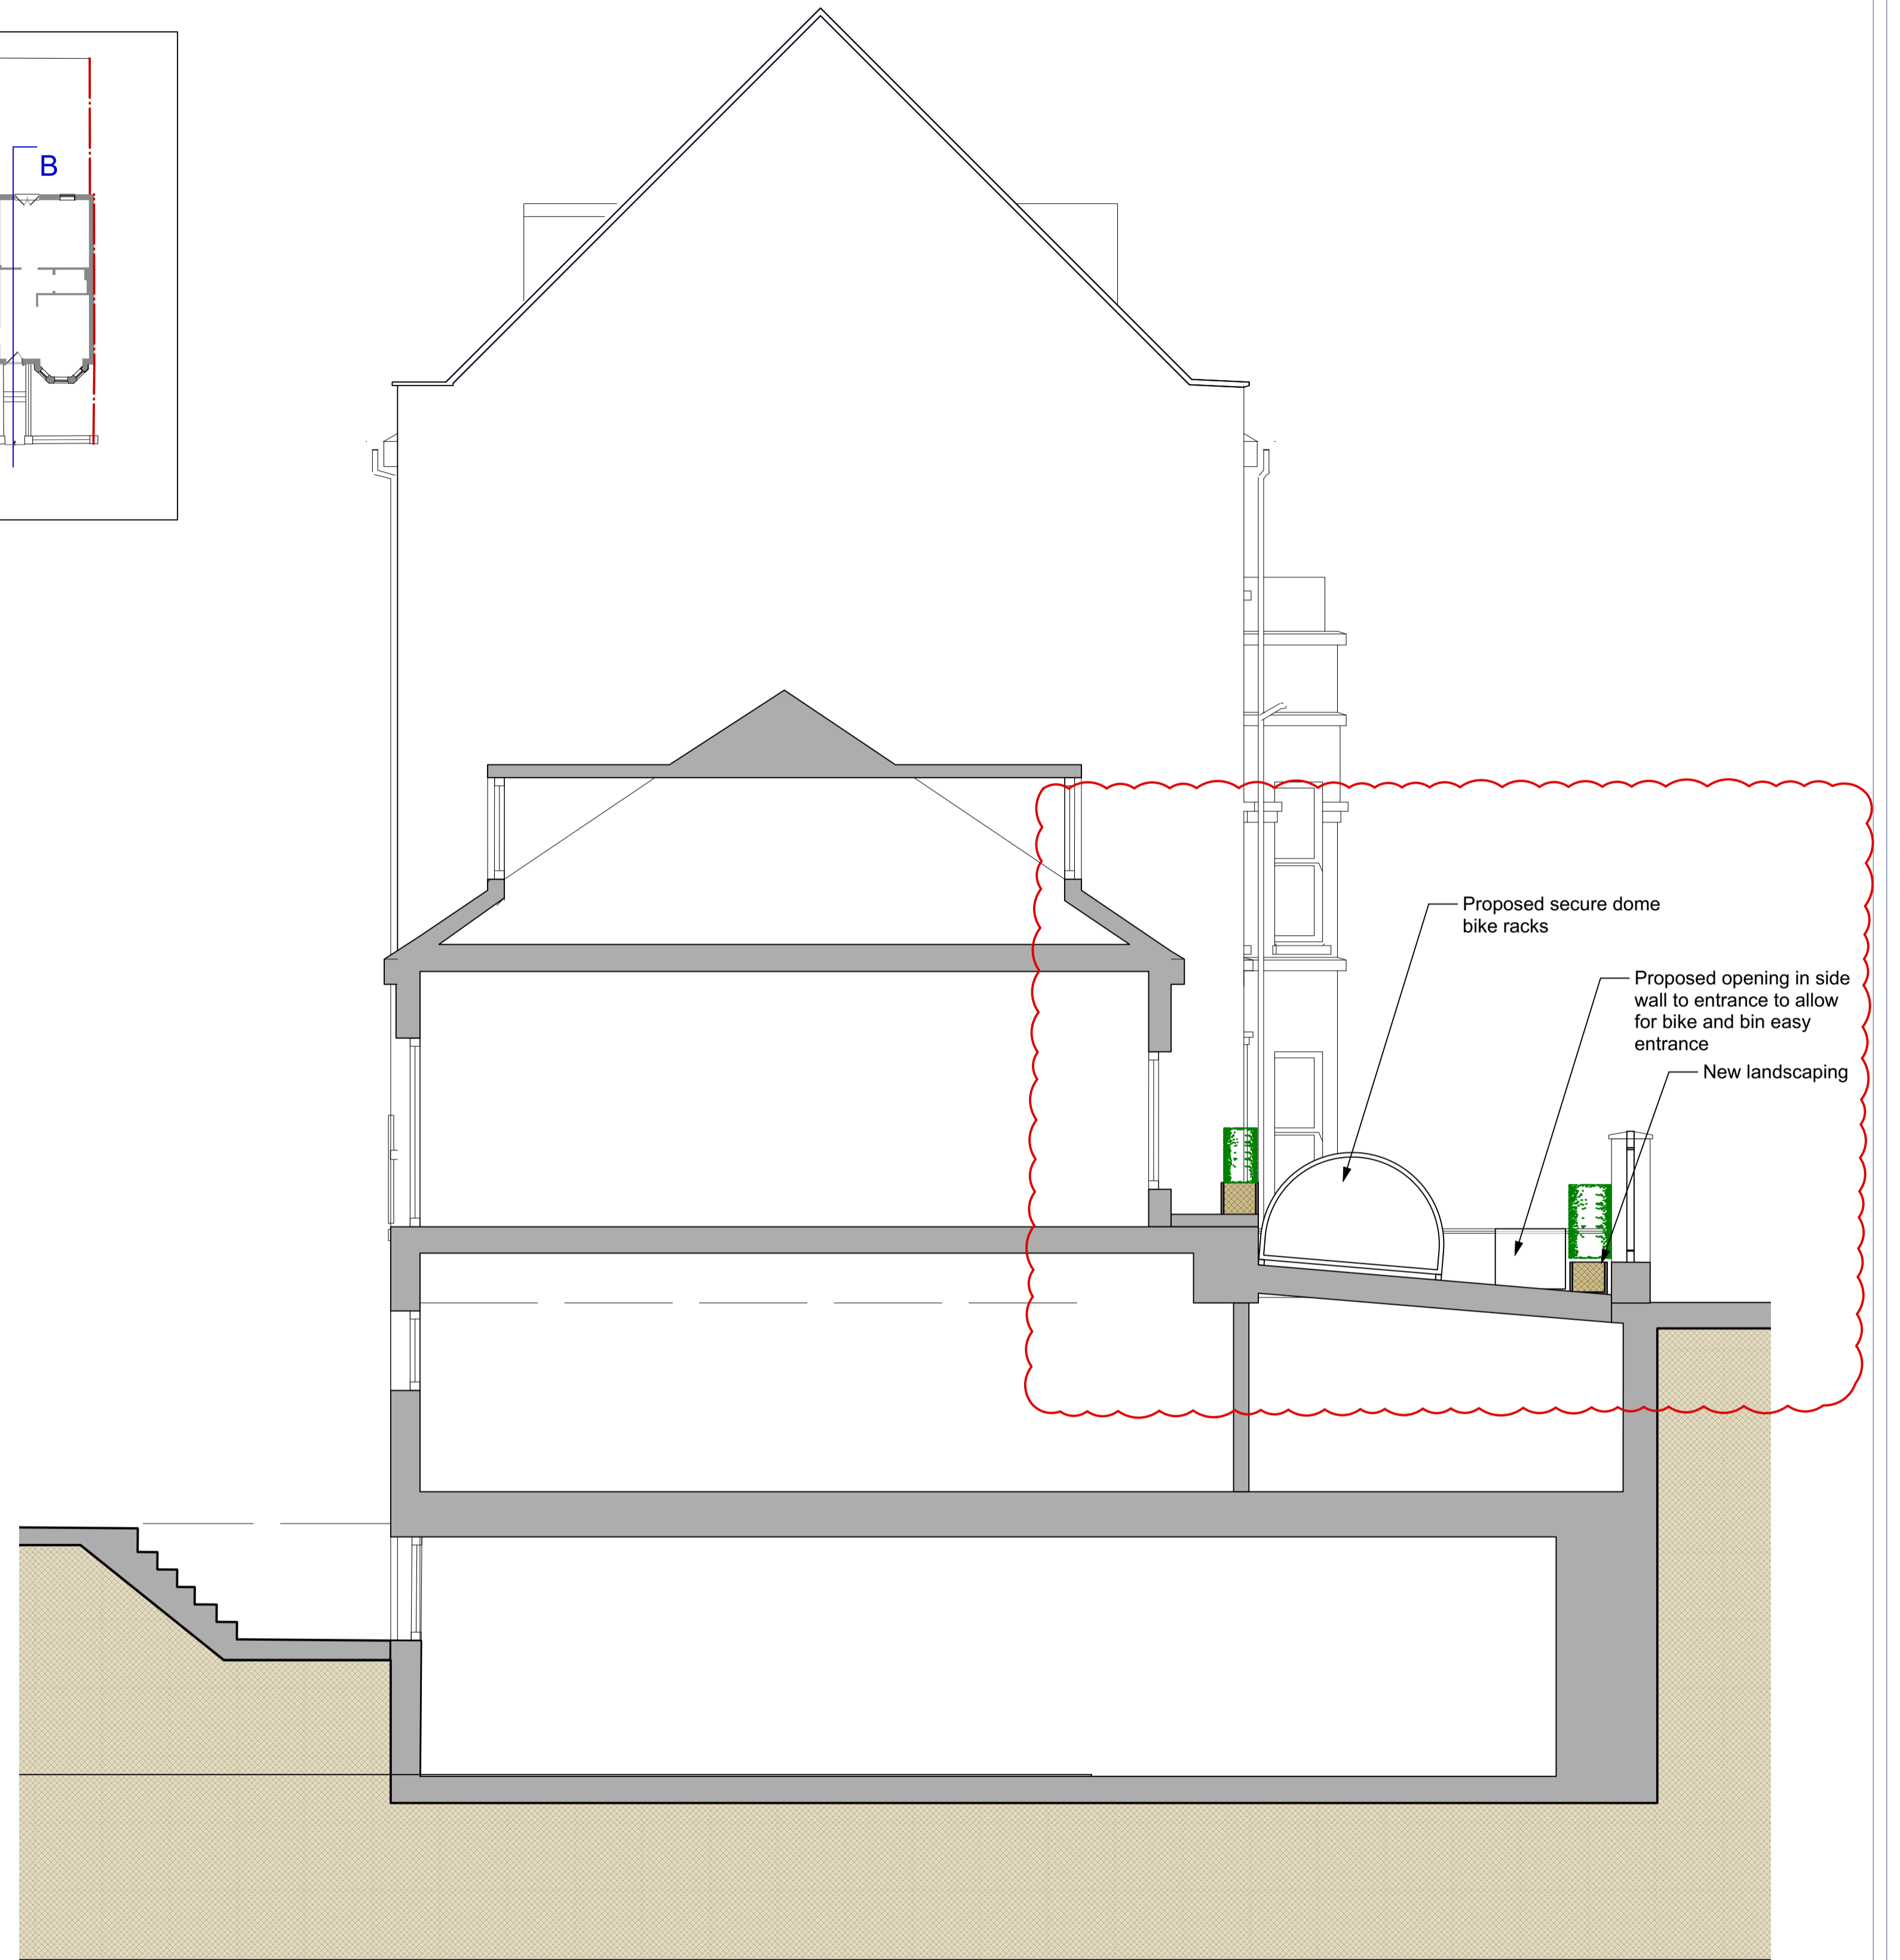 B
Proposed secure dome
bike racks
Proposed opening in side
wall to entrance to allow
for bike and bin easy
entrance
New landscaping